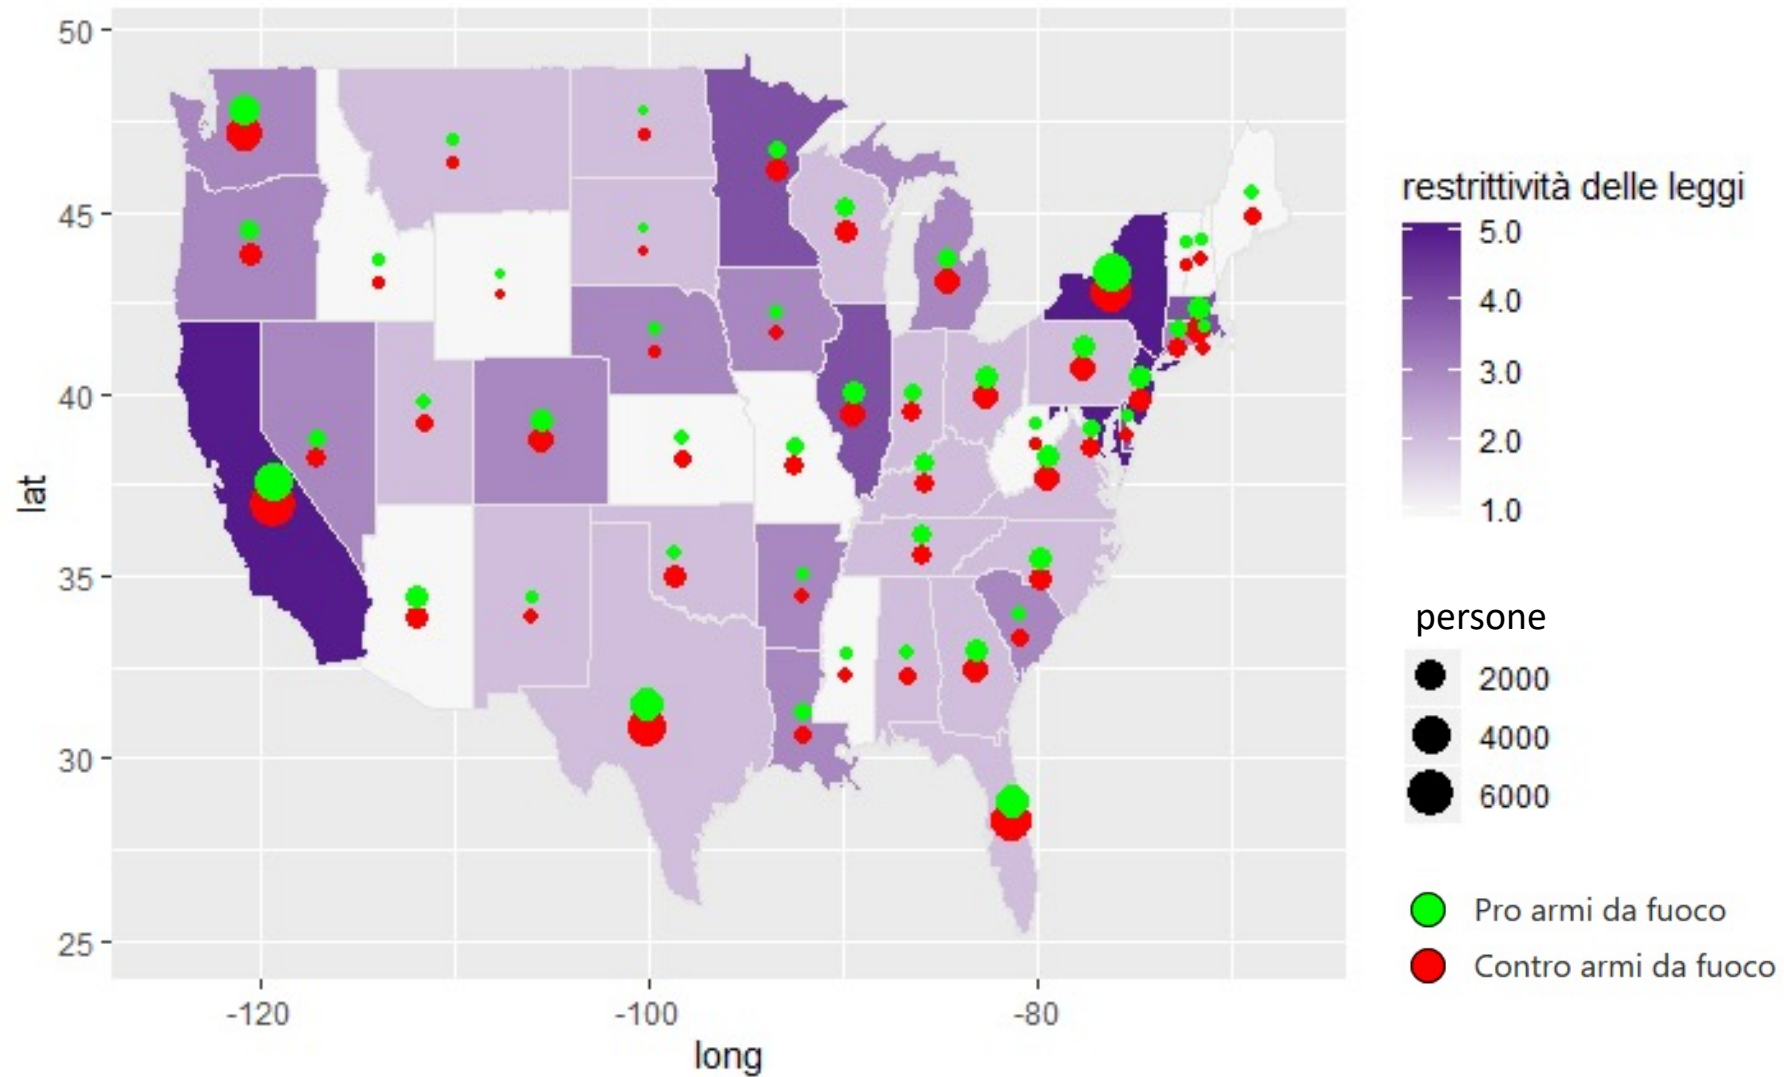 50
45
40
35
30
25
lat
-120
-100
-80
long
restrittività delle leggi
5.0
4.0
3.0
2.0
1.0
persone
2000
4000
6000
Pro armi da fuoco
Contro armi da fuoco